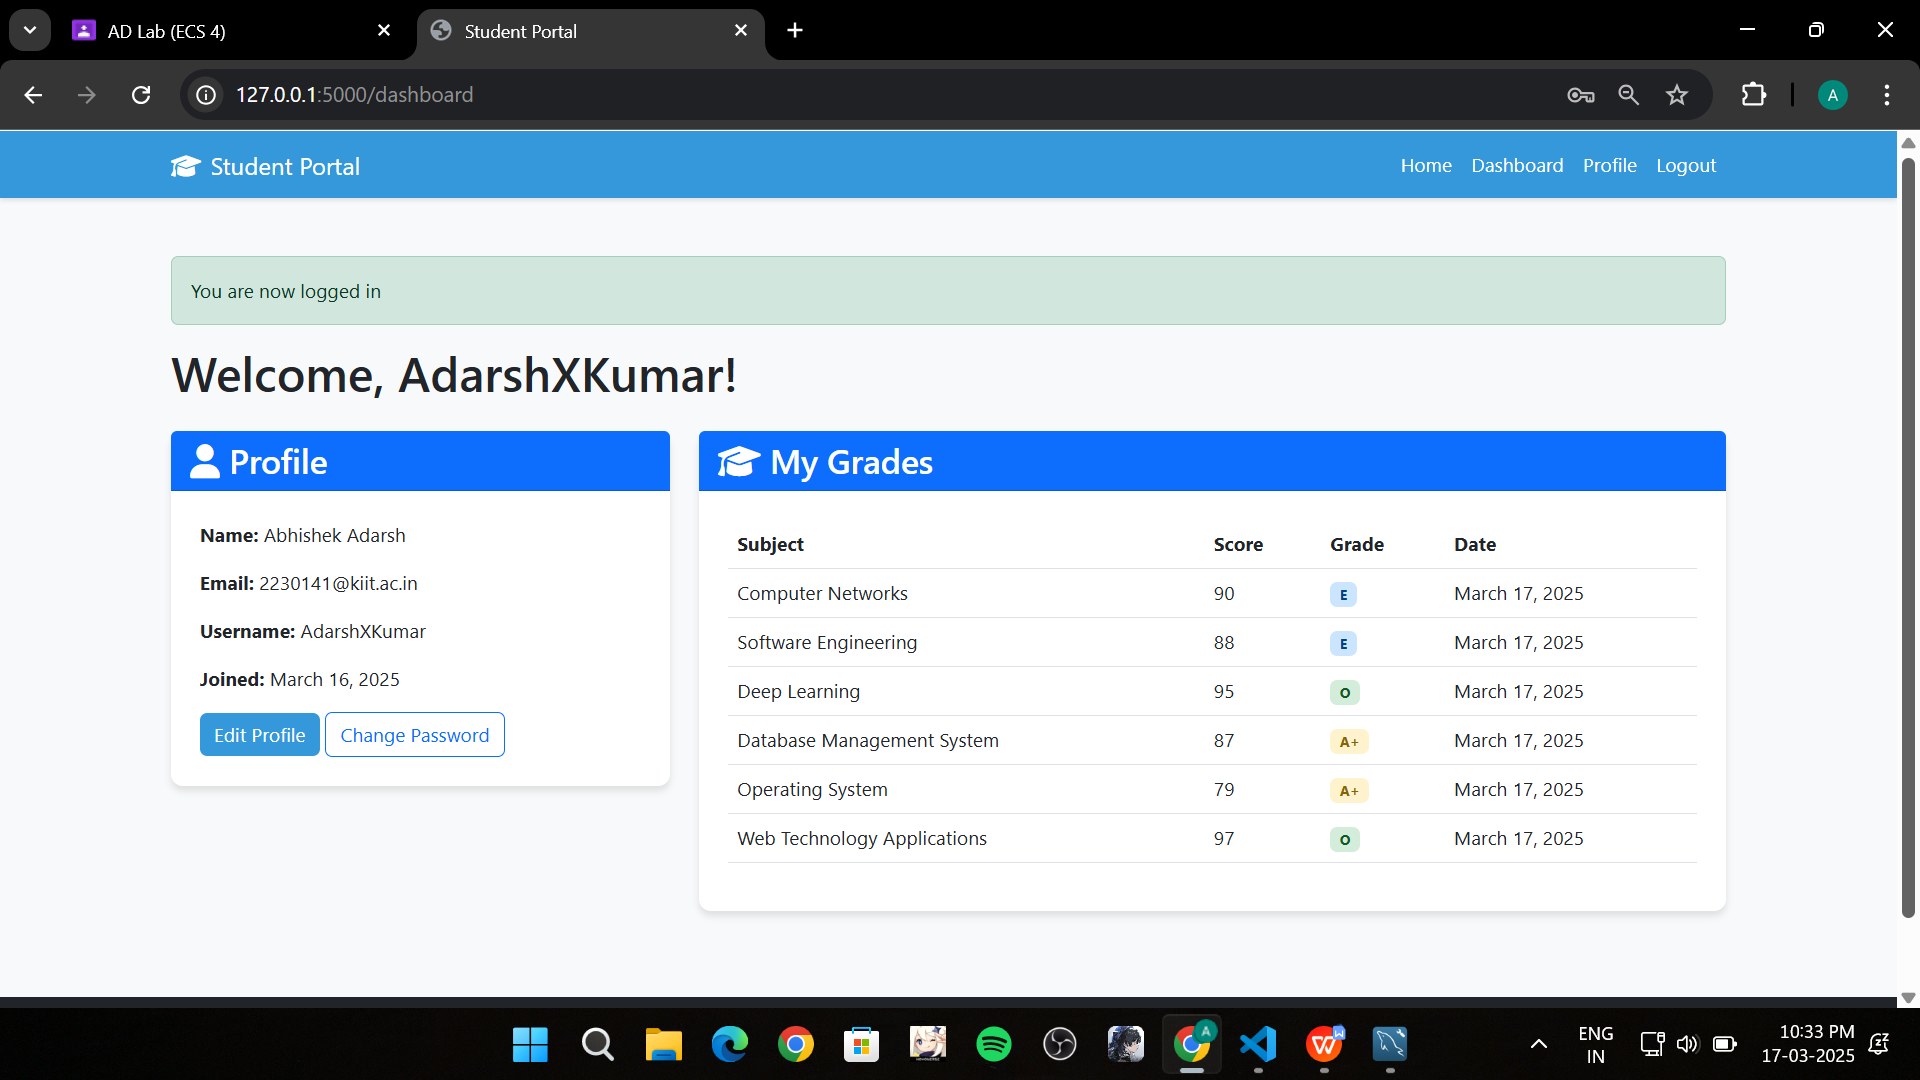 AD Lab (ECS 4)
Student Portal
127.0.0.1:5000/dashboard
A
Student Portal
Home Dashboard Profile Logout
You are now logged in
Welcome, AdarshXKumar!
Profile
Name: Abhishek Adarsh
Email: 2230141@kiit.ac.in
Username: AdarshXKumar
Joined: March 16, 2025
Edit Profile Change Password
My Grades
Subject Score Grade Date
Computer Networks 90 E March 17, 2025
Software Engineering 88 E March 17, 2025
Deep Learning 95 O March 17, 2025
Database Management System 87 A+ March 17, 2025
Operating System 79 A+ March 17, 2025
Web Technology Applications 97 O March 17, 2025
A
W
ENG
IN
10:33 PM
17-03-2025